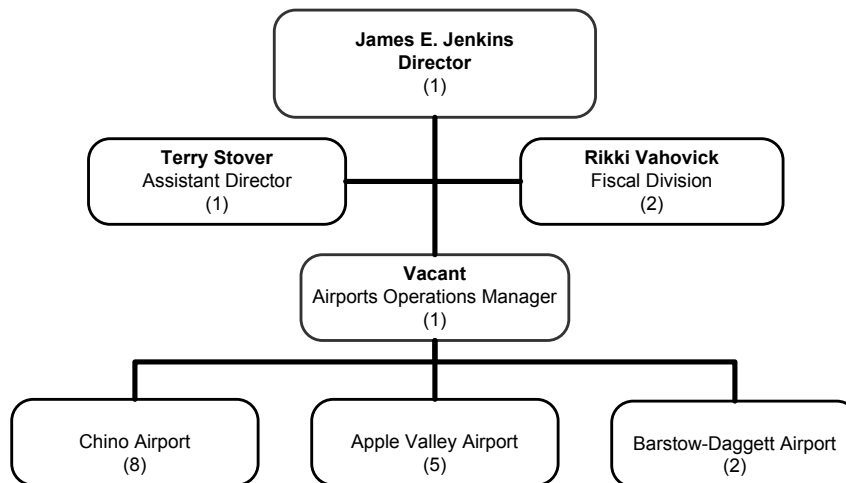 James E. Jenkins
Director
(1)
Terry Stover
Assistant Director
(1)
Rikki Vahovick
Fiscal Division
(2)
Vacant
Airports Operations Manager
(1)
Chino Airport
(8)
Apple Valley Airport
(5)
Barstow-Daggett Airport
(2)